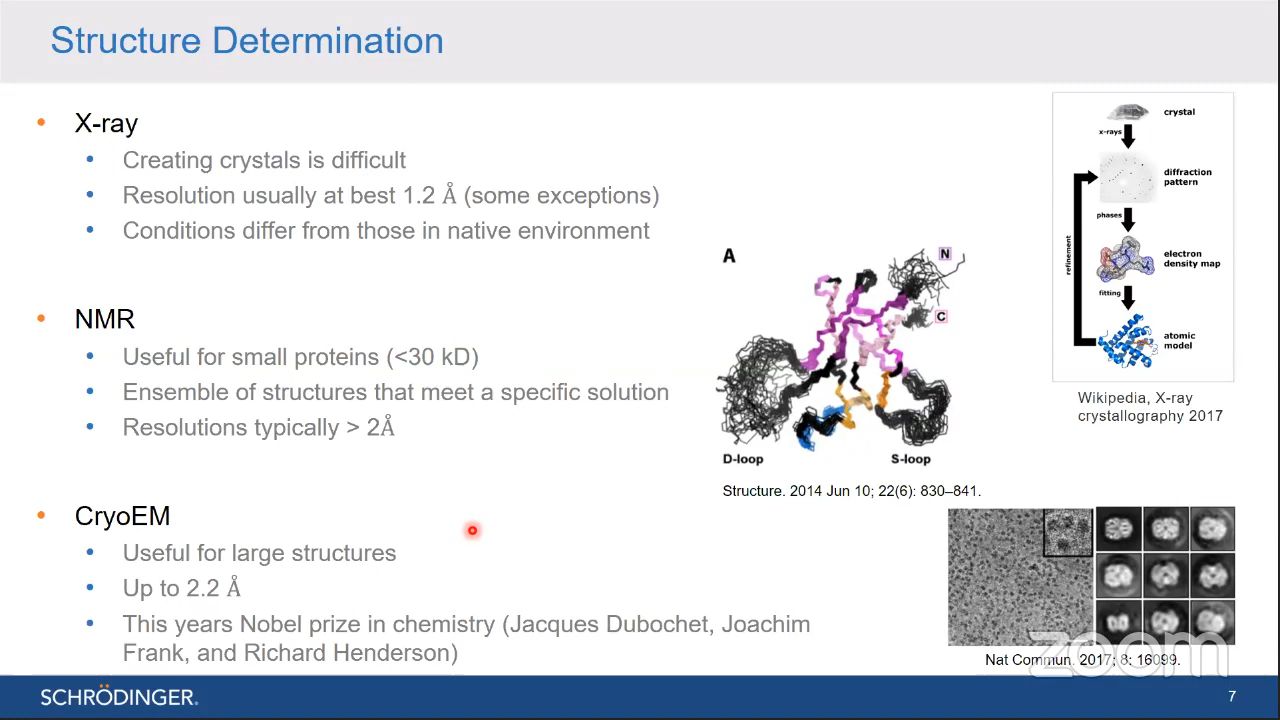 Structure Determination
X-ray
Creating crystals is difficult
Resolution usually at best 1.2 Å (some exceptions)
Conditions differ from those in native environment
NMR
Useful for small proteins (<30 kD)
Ensemble of structures that meet a specific solution
Resolutions typically > 2Å
CryoEM
Useful for large structures
Up to 2.2 Å
This years Nobel prize in chemistry (Jacques Dubochet, Joachim
Frank, and Richard Henderson)
A
N
C
D-loop
S-loop
Structure. 2014 Jun 10; 22(6): 830–841.
crystal
x-rays
diffraction
pattern
phases
refinement
electron
density map
fitting
atomic
model
Wikipedia, X-ray
crystallography 2017
Nat Commun. 2017; 8: 16099.
zoom
SCHRÖDINGER.
7